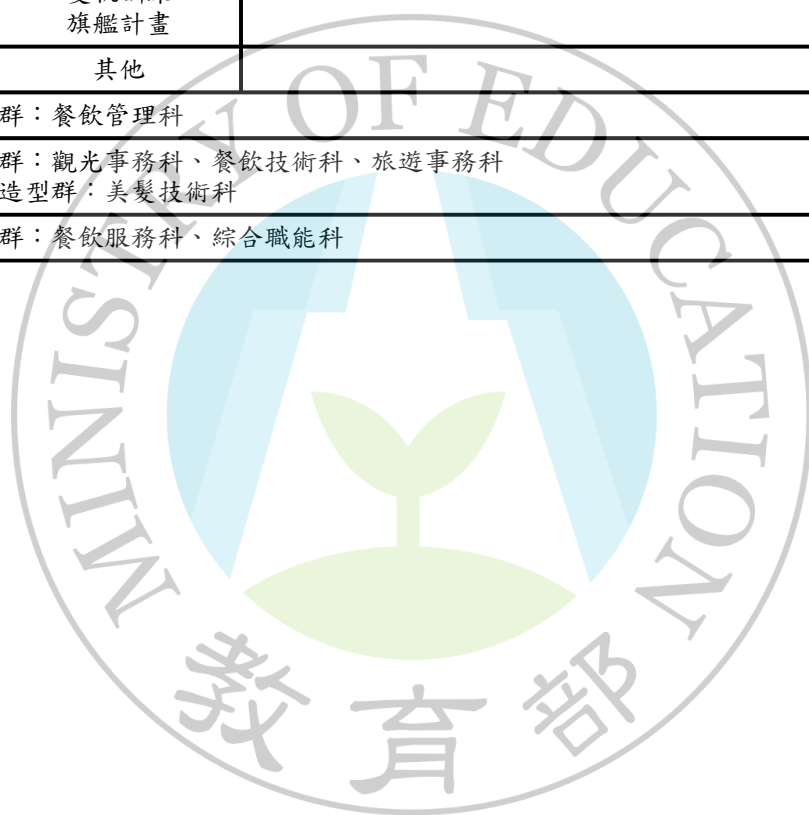 旗艦計畫
其他
群：餐飲管理科
群：觀光事務科、餐飲技術科、旅遊事務科
造型群：美髮技術科
群：餐飲服務科、綜合職能科
MINISTRY OF EDUCATION
教育部